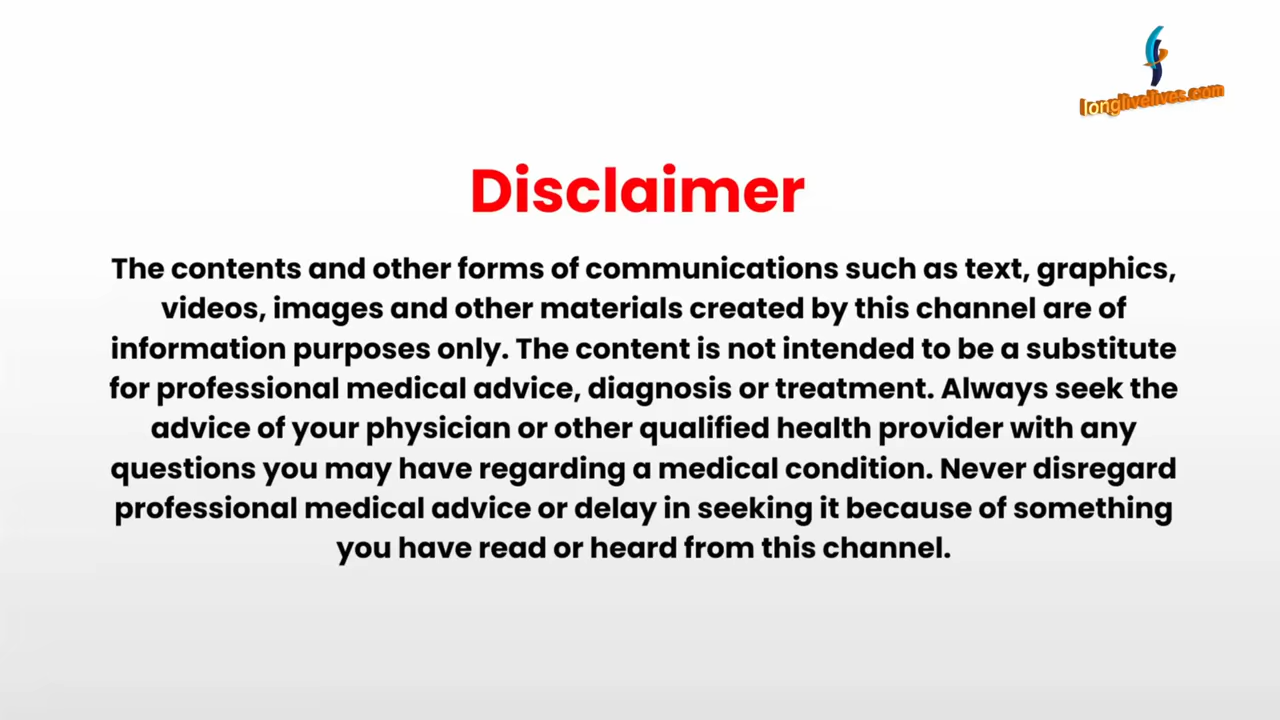 longlivelives.com
Disclaimer
The contents and other forms of communications such as text, graphics,
videos, images and other materials created by this channel are of
information purposes only. The content is not intended to be a substitute
for professional medical advice, diagnosis or treatment. Always seek the
advice of your physician or other qualified health provider with any
questions you may have regarding a medical condition. Never disregard
professional medical advice or delay in seeking it because of something
you have read or heard from this channel.